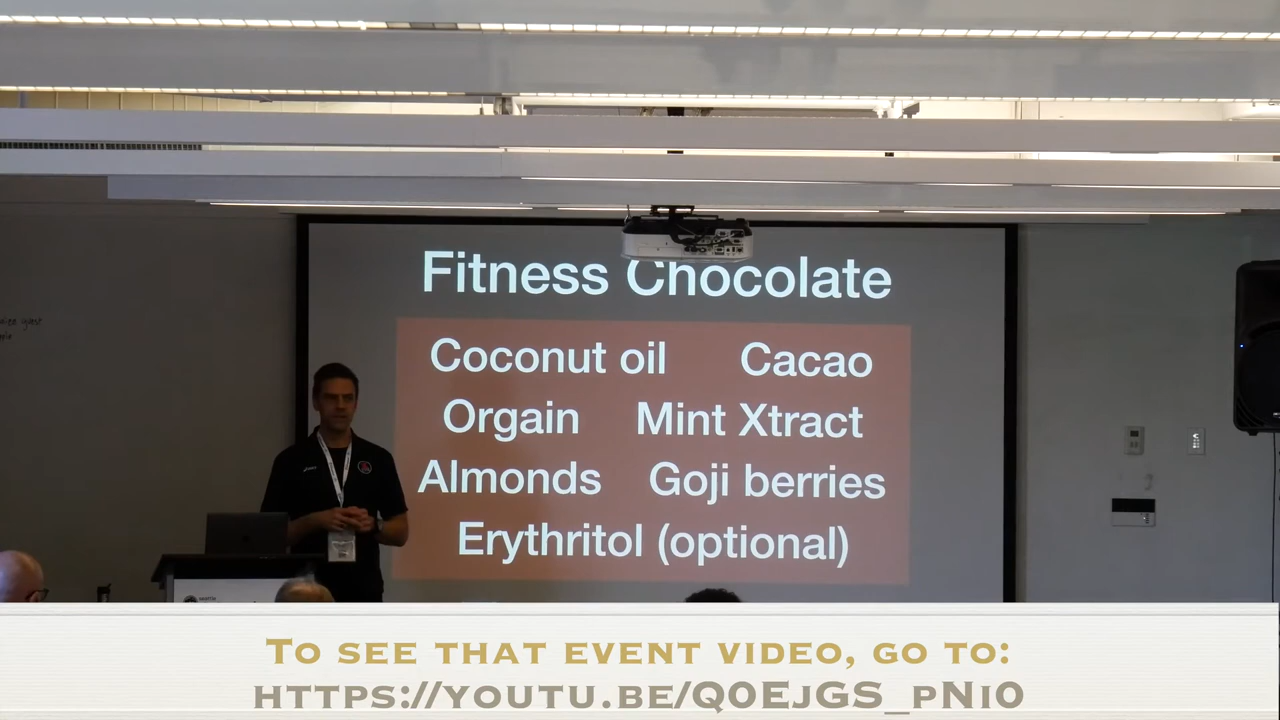 Fitness Chocolate
Coconut oil Cacao
Orgain Mint Xtract
Almonds Goji berries
Erythritol (optional)
To see that event video, go to:
https://youtu.be/Q0EjGS_pNi0